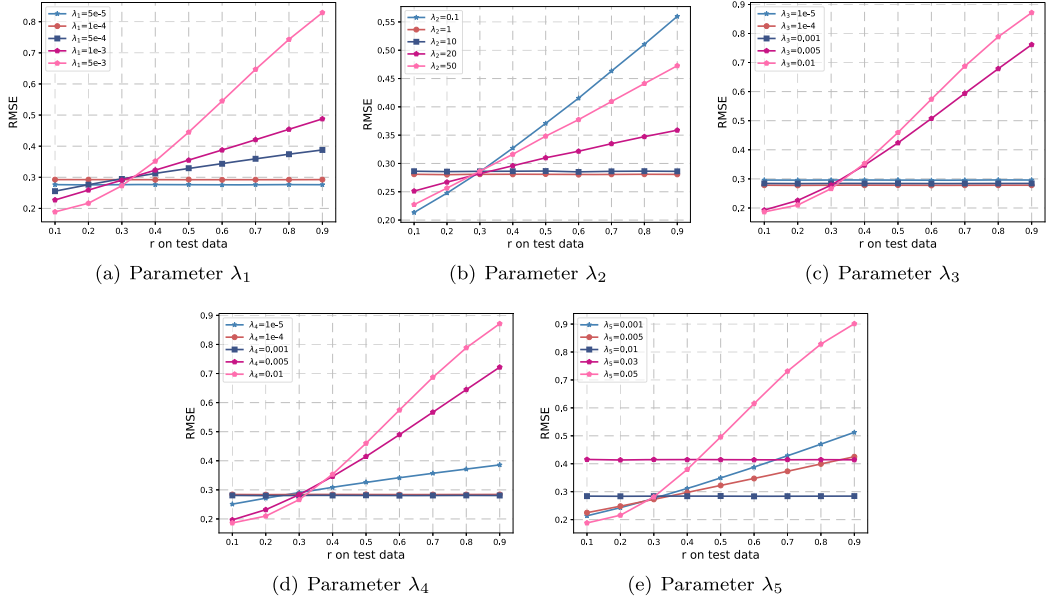 λ1=5e-5
λ1=1e-4
λ1=5e-4
λ1=1e-3
λ1=5e-3
0.8
0.7
0.6
0.5
0.4
0.3
0.2
RMSE
0.1 0.2 0.3 0.4 0.5 0.6 0.7 0.8 0.9
r on test data
(a) Parameter λ1
λ2=0.1
λ2=1
λ2=10
λ2=20
λ2=50
0.55
0.50
0.45
0.40
0.35
0.30
0.25
0.20
RMSE
0.1 0.2 0.3 0.4 0.5 0.6 0.7 0.8 0.9
r on test data
(b) Parameter λ2
λ3=1e-5
λ3=1e-4
λ3=0,001
λ3=0.005
λ3=0.01
0.9
0.8
0.7
0.6
0.5
0.4
0.3
0.2
RMSE
0.1 0.2 0.3 0.4 0.5 0.6 0.7 0.8 0.9
r on test data
(c) Parameter λ3
λ4=1e-5
λ4=1e-4
λ4=0,001
λ4=0.005
λ4=0.01
0.9
0.8
0.7
0.6
0.5
0.4
0.3
0.2
RMSE
0.1 0.2 0.3 0.4 0.5 0.6 0.7 0.8 0.9
r on test data
(d) Parameter λ4
λ5=0.001
λ5=0.005
λ5=0.01
λ5=0.03
λ5=0.05
0.9
0.8
0.7
0.6
0.5
0.4
0.3
0.2
RMSE
0.1 0.2 0.3 0.4 0.5 0.6 0.7 0.8 0.9
r on test data
(e) Parameter λ5